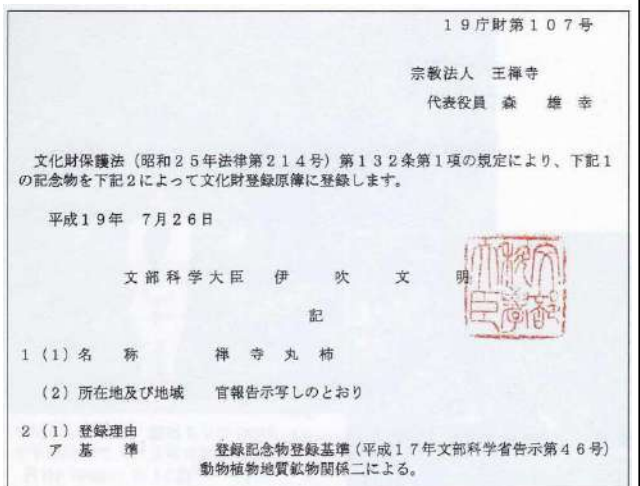 19庁財第107号
宗教法人 王禅寺
代表役員 森 雄幸
文化財保護法（昭和25年法律第214号）第132条第1項の規定により、下記1
の記念物を下記2によって文化財登録原簿に登録します。
平成19年 7月26日
文部科学大臣 伊吹文明
文部科学大臣
記
1（1）名 称 禅寺丸柿
（2）所在地及び地域 官報告示写しのとおり
2（1）登録理由
ア 基 準 登録記念物登録基準（平成17年文部科学省告示第46号）
動物植物地質鉱物関係二による。